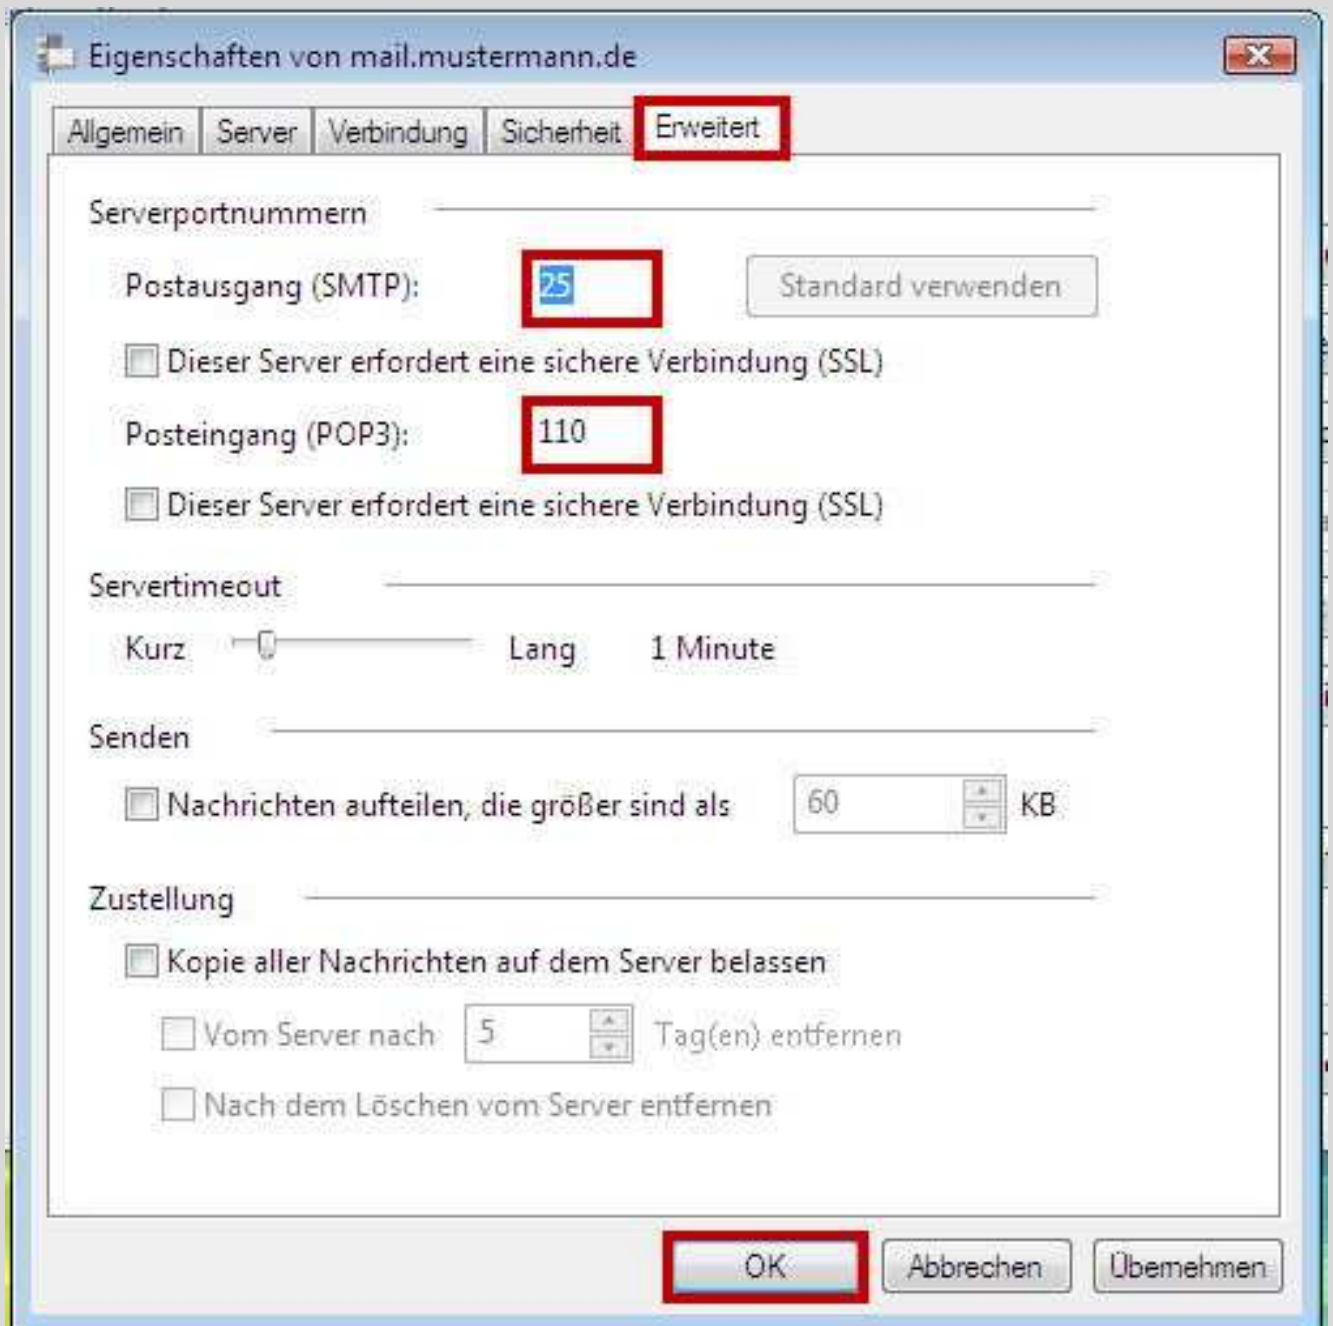 Eigenschaften von mail.mustermann.de
Allgemein Server Verbindung Sicherheit Erweitert
Serverportnummern
Postausgang (SMTP): 25 Standard verwenden
Dieser Server erfordert eine sichere Verbindung (SSL)
Posteingang (POP3): 110
Dieser Server erfordert eine sichere Verbindung (SSL)
Servertimeout
Kurz Lang 1 Minute
Senden
Nachrichten aufteilen, die größer sind als 60 KB
Zustellung
Kopie aller Nachrichten auf dem Server belassen
Vom Server nach 5 Tag(en) entfernen
Nach dem Löschen vom Server entfernen
OK Abbrechen Übernehmen